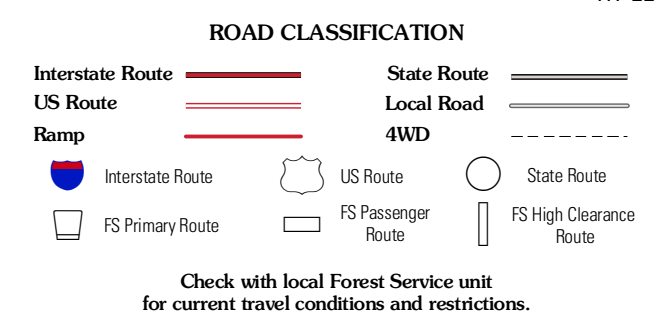 ROAD CLASSIFICATION
Interstate Route
State Route
US Route
Local Road
Ramp
4WD
Interstate Route
US Route
State Route
FS Primary Route
FS Passenger
Route
FS High Clearance
Route
Check with local Forest Service unit
for current travel conditions and restrictions.